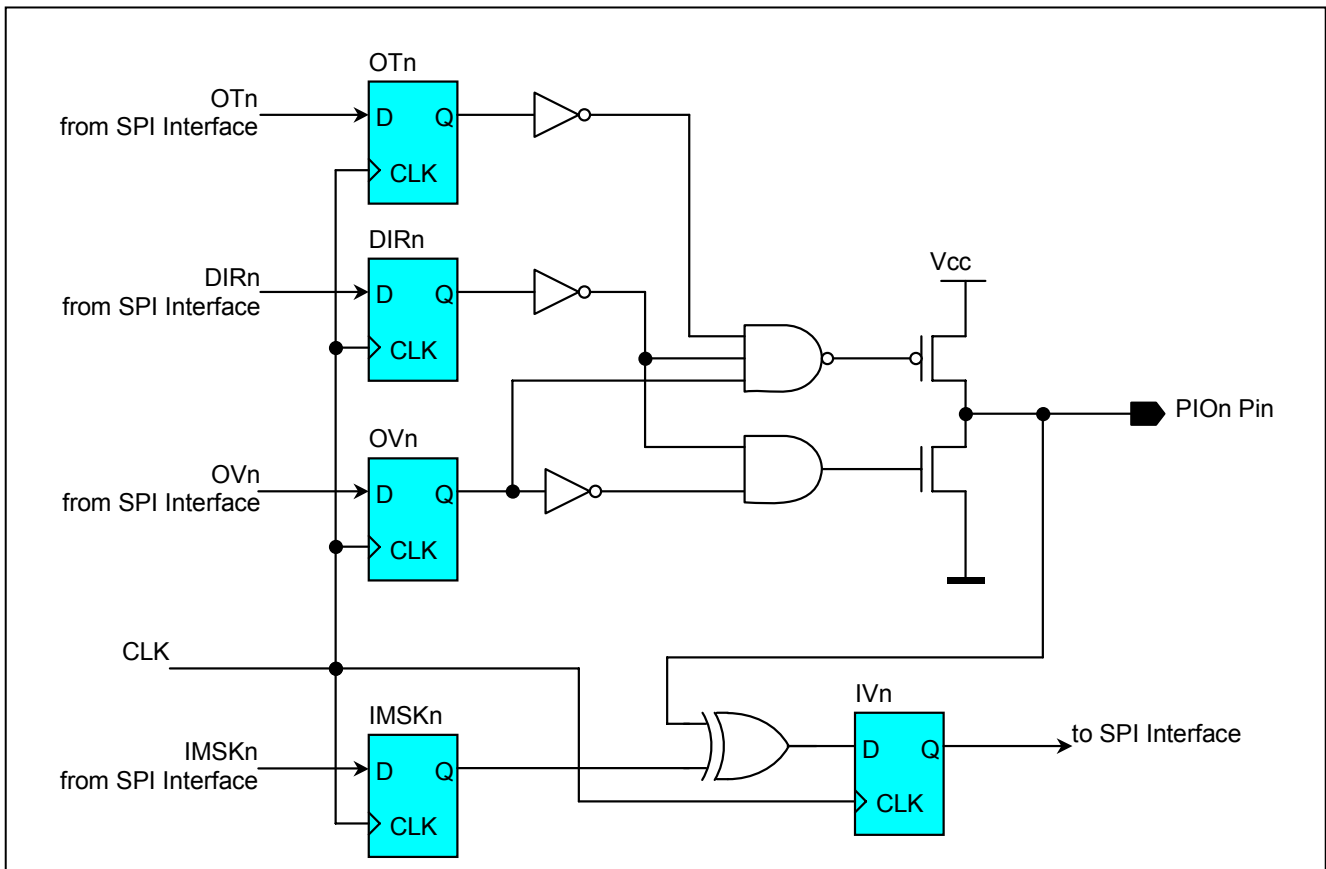 OTn
OTn
from SPI Interface
D Q
CLK
DIRn
DIRn
from SPI Interface
D Q
CLK
Vcc
PIOn Pin
OVn
OVn
from SPI Interface
D Q
CLK
CLK
IMSKn
IMSKn
from SPI Interface
D Q
CLK
IVn
D Q
CLK
to SPI Interface